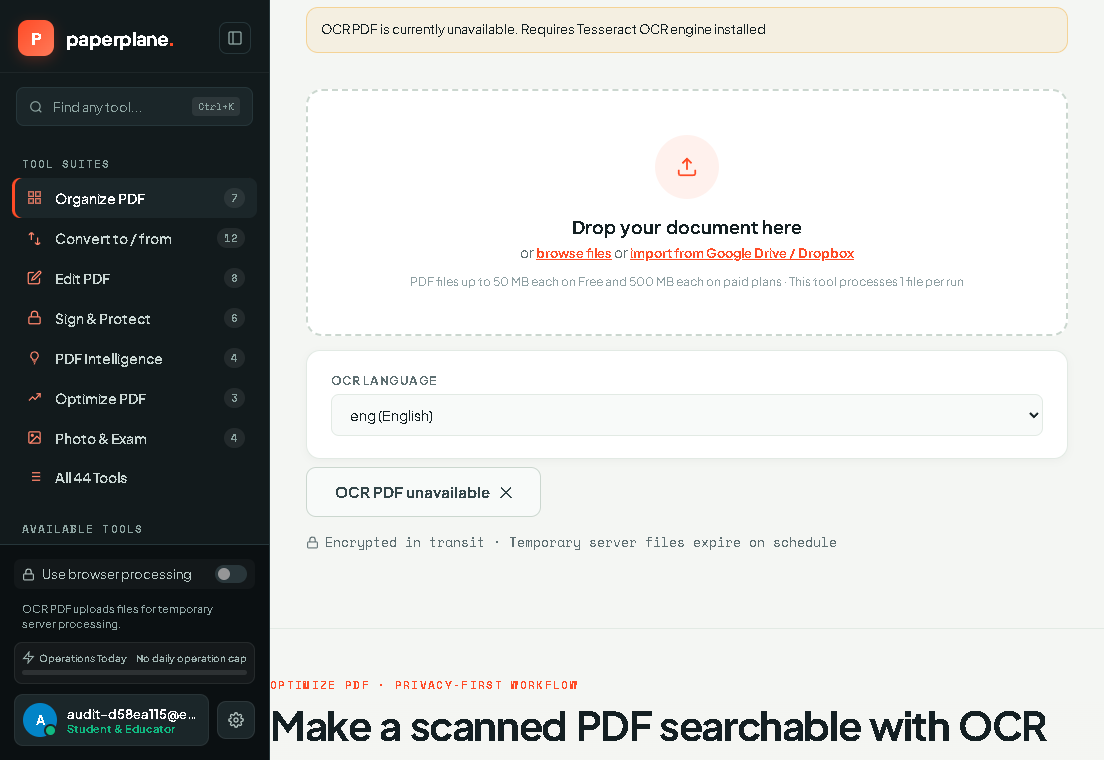 P paperplane.
Find any tool... Ctrl+K
TOOL SUITES
Organize PDF 7
Convert to / from 12
Edit PDF 8
Sign & Protect 6
PDF Intelligence 4
Optimize PDF 3
Photo & Exam 4
All 44 Tools
AVAILABLE TOOLS
Use browser processing
OCR PDF uploads files for temporary
server processing.
Operations Today No daily operation cap
A audit-d58ea115@e...
Student & Educator
OCR PDF is currently unavailable. Requires Tesseract OCR engine installed
Drop your document here
or browse files or import from Google Drive / Dropbox
PDF files up to 50 MB each on Free and 500 MB each on paid plans · This tool processes 1 file per run
OCR LANGUAGE
eng (English)
OCR PDF unavailable
Encrypted in transit · Temporary server files expire on schedule
OPTIMIZE PDF · PRIVACY-FIRST WORKFLOW
Make a scanned PDF searchable with OCR